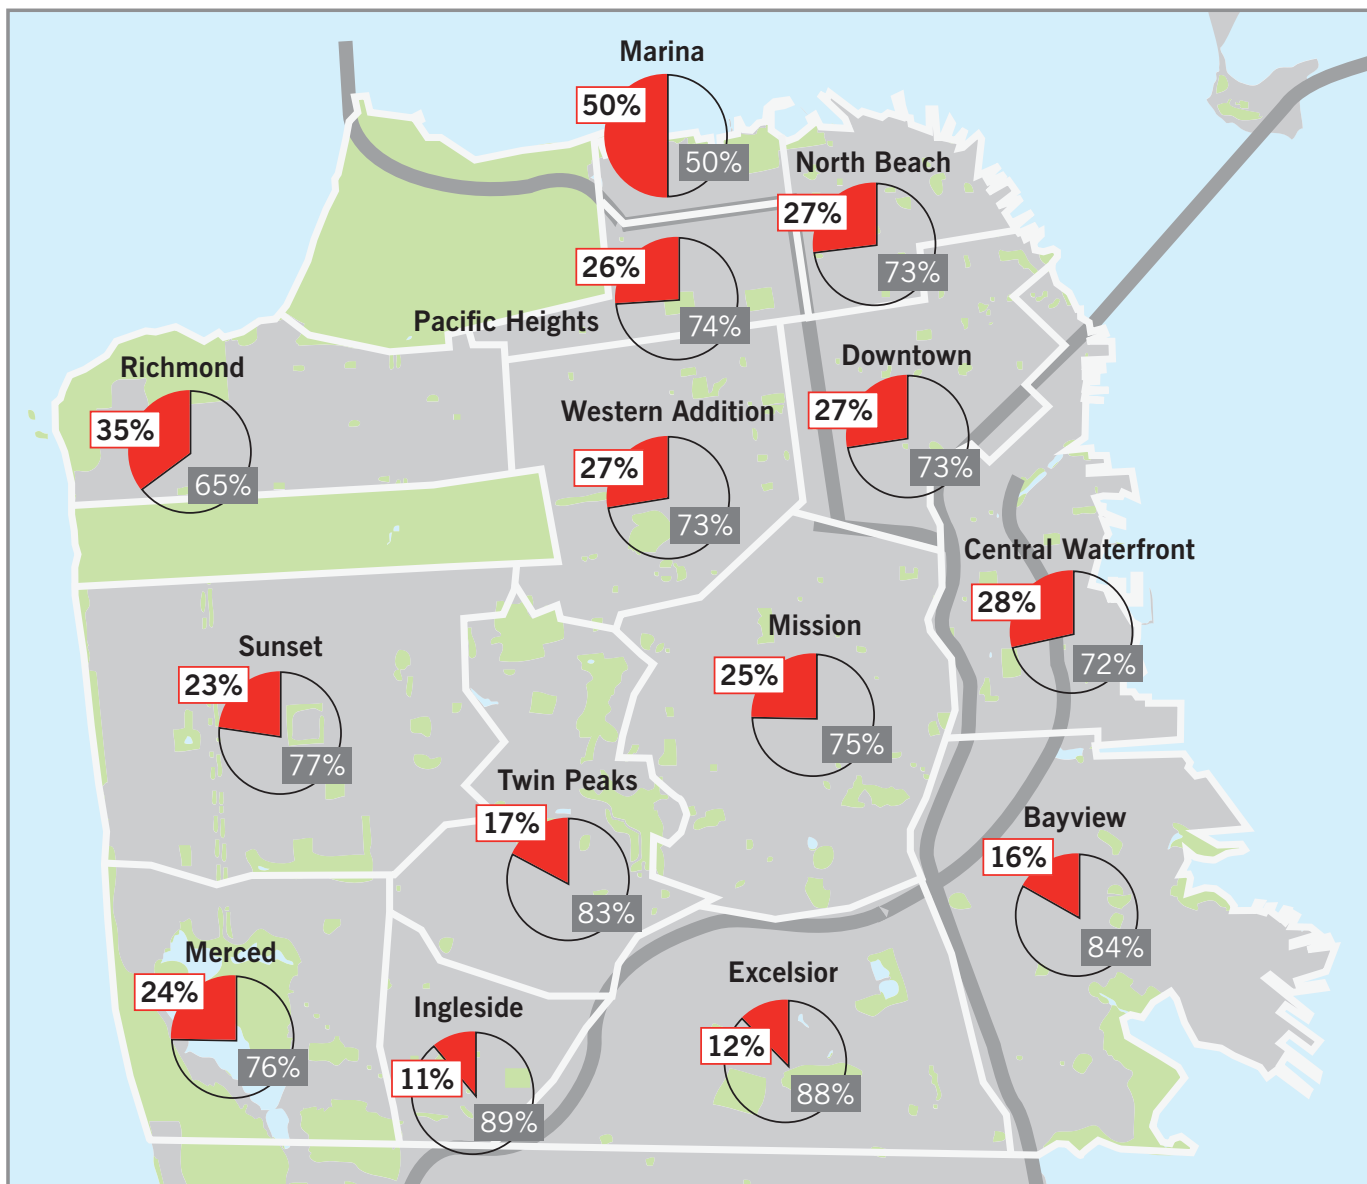 Marina
50%
50%
North Beach
27%
73%
26%
74%
Pacific Heights
Richmond
35%
65%
Western Addition
27%
73%
Downtown
27%
73%
Central Waterfront
28%
72%
Sunset
23%
77%
Mission
25%
75%
Twin Peaks
17%
83%
Bayview
16%
84%
Merced
24%
76%
Ingleside
11%
89%
Excelsior
12%
88%